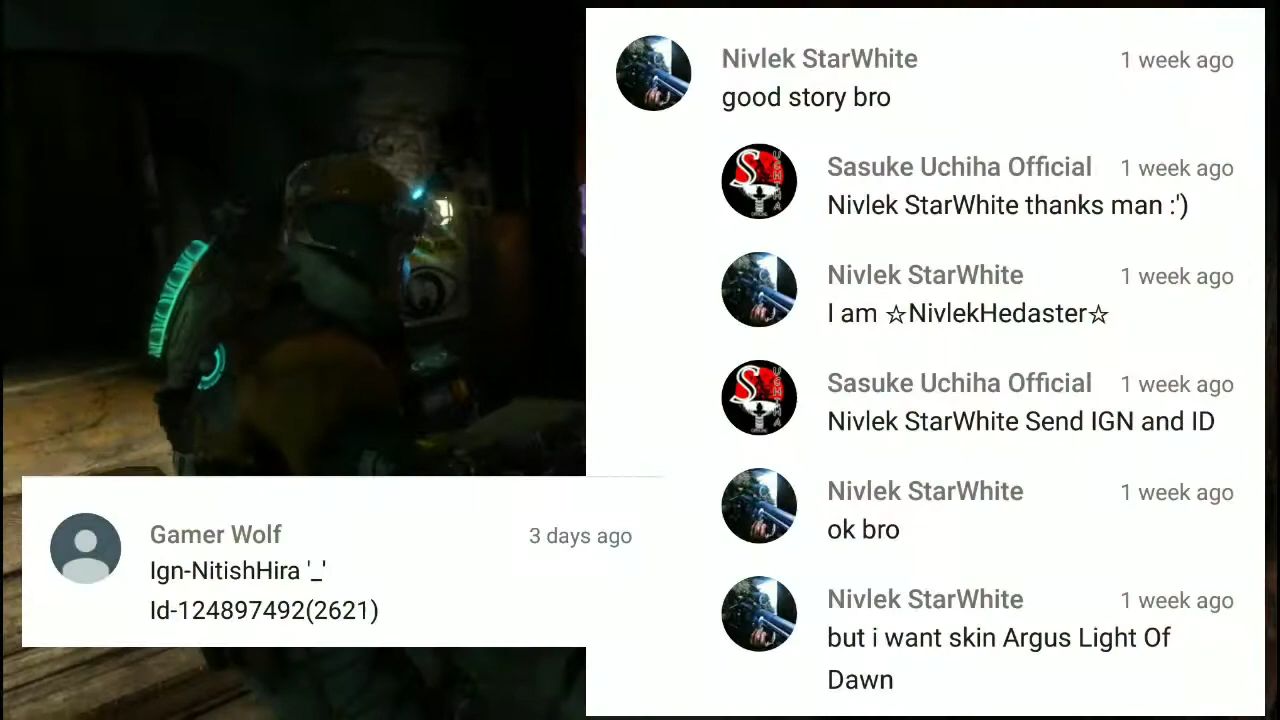 Nivlek StarWhite 1 week ago
good story bro
Sasuke Uchiha Official 1 week ago
Nivlek StarWhite thanks man :')
Nivlek StarWhite 1 week ago
I am ☆NivlekHedaster☆
Sasuke Uchiha Official 1 week ago
Nivlek StarWhite Send IGN and ID
Nivlek StarWhite 1 week ago
ok bro
Nivlek StarWhite 1 week ago
but i want skin Argus Light Of
Dawn
Gamer Wolf 3 days ago
Ign-NitishHira '_'
Id-124897492(2621)